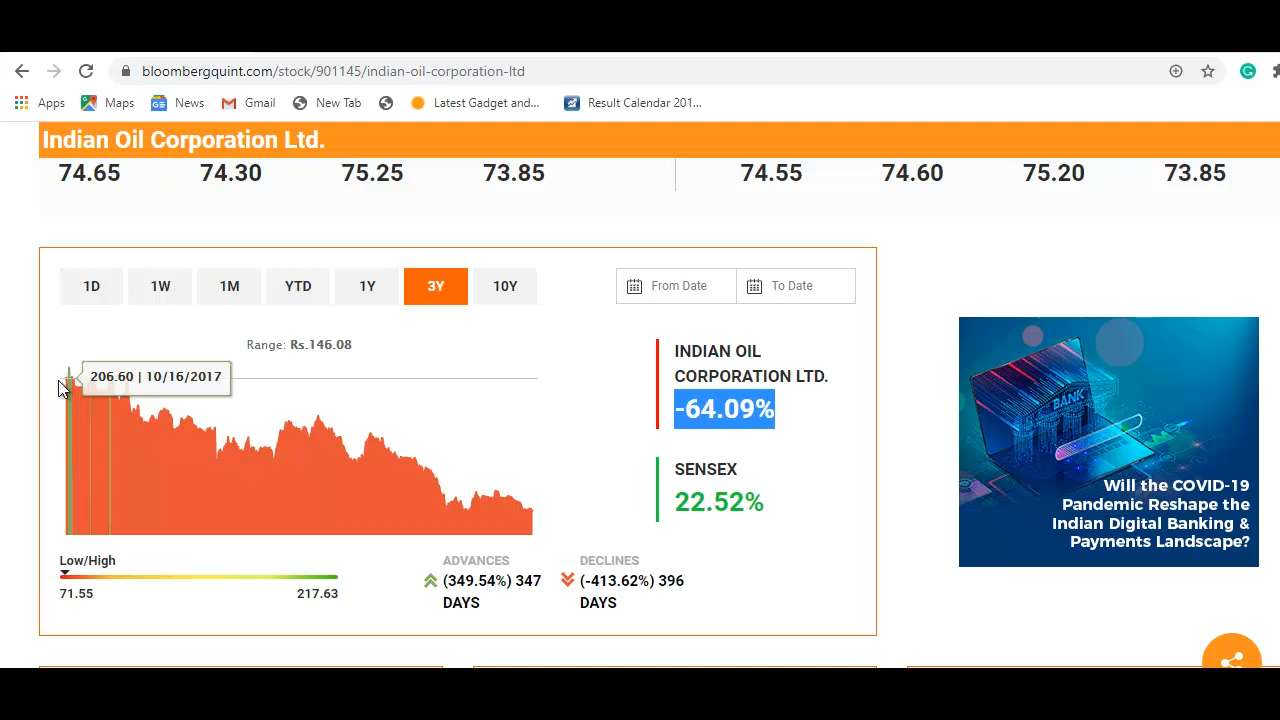 bloombergquint.com/stock/901145/indian-oil-corporation-ltd
Apps Maps News Gmail New Tab Latest Gadget and... Result Calendar 201...
Indian Oil Corporation Ltd.
74.65 74.30 75.25 73.85 74.55 74.60 75.20 73.85
1D 1W 1M YTD 1Y 3Y 10Y From Date To Date
Range: Rs.146.08
206.60 | 10/16/2017
INDIAN OIL
CORPORATION LTD.
-64.09%
SENSEX
22.52%
Low/High
71.55 217.63
ADVANCES
(349.54%) 347
DAYS
DECLINES
(-413.62%) 396
DAYS
BANK
Will the COVID-19
Pandemic Reshape the
Indian Digital Banking &
Payments Landscape?